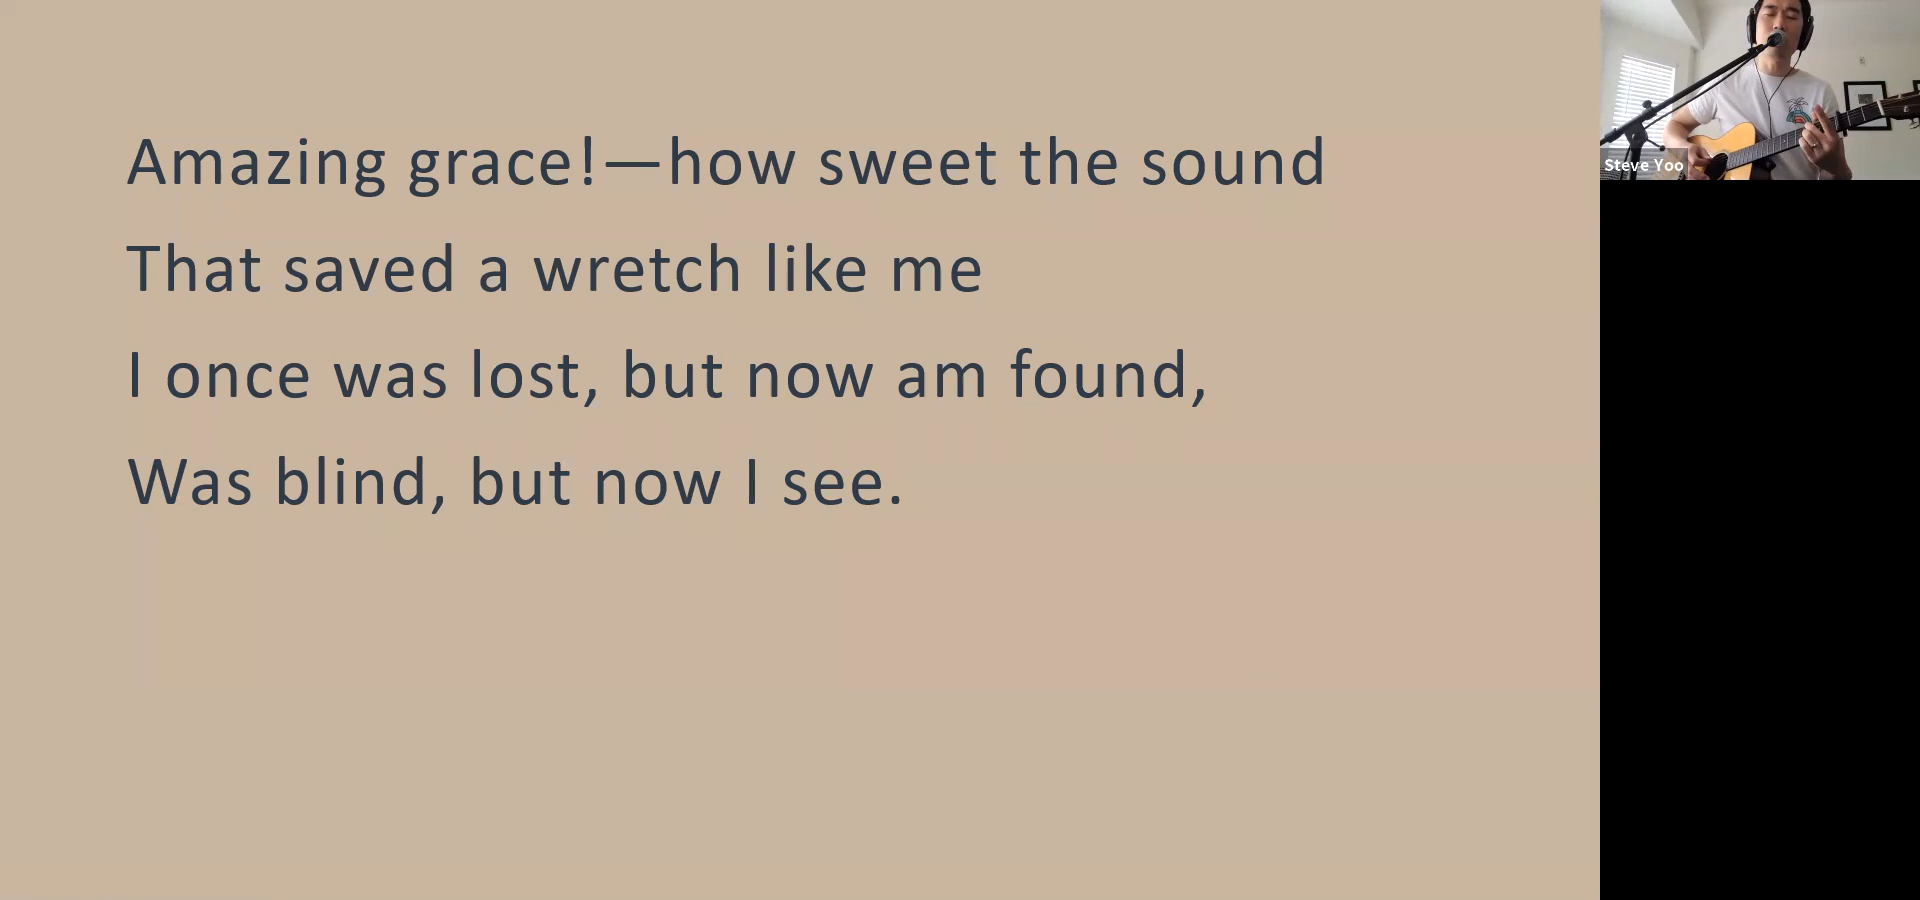 Amazing grace!—how sweet the sound
That saved a wretch like me
I once was lost, but now am found,
Was blind, but now I see.
Steve Yoo